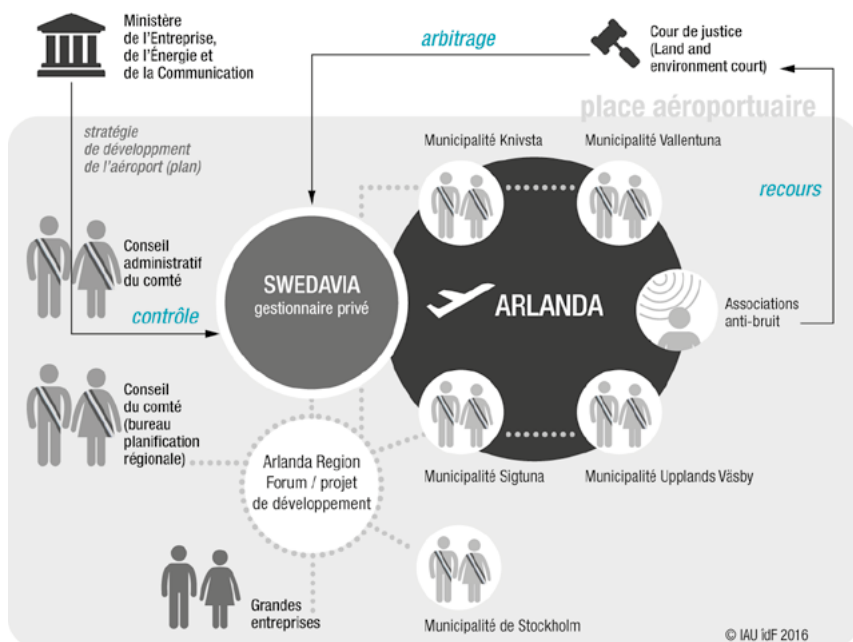 Ministère
de l'Entreprise,
de l'Énergie et
de la Communication
arbitrage
Cour de justice
(Land and
environment court)
place aéroportuaire
stratégie
de développment
de l'aéroport (plan)
Municipalité Knivsta
Municipalité Vallentuna
recours
Conseil
administratif
du comté
SWEDAVIA
gestionnaire privé
ARLANDA
contrôle
Associations
anti-bruit
Conseil
du comté
(bureau
planification
régionale)
Arlanda Region
Forum / projet
de développement
Municipalité Sigtuna
Municipalité Upplands Väsby
Grandes
entreprises
Municipalité de Stockholm
© IAU îdF 2016